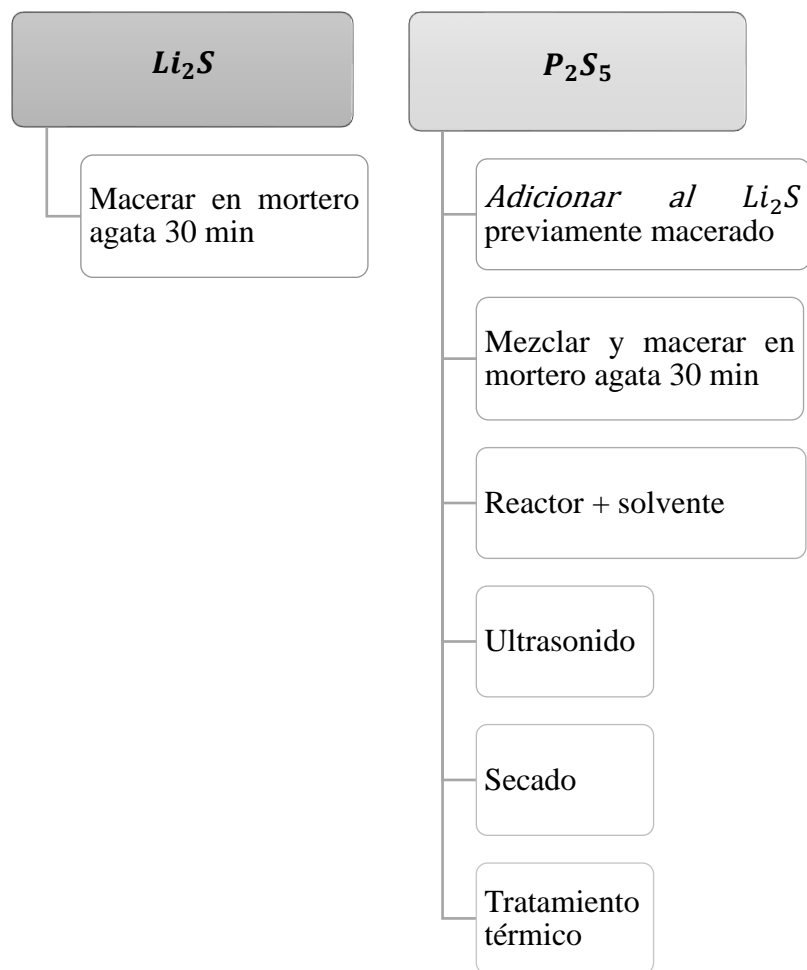 Li₂S
P₂S₅
Macerar en mortero
agata 30 min
Adicionar al Li₂S
previamente macerado
Mezclar y macerar en
mortero agata 30 min
Reactor + solvente
Ultrasonido
Secado
Tratamiento
térmico